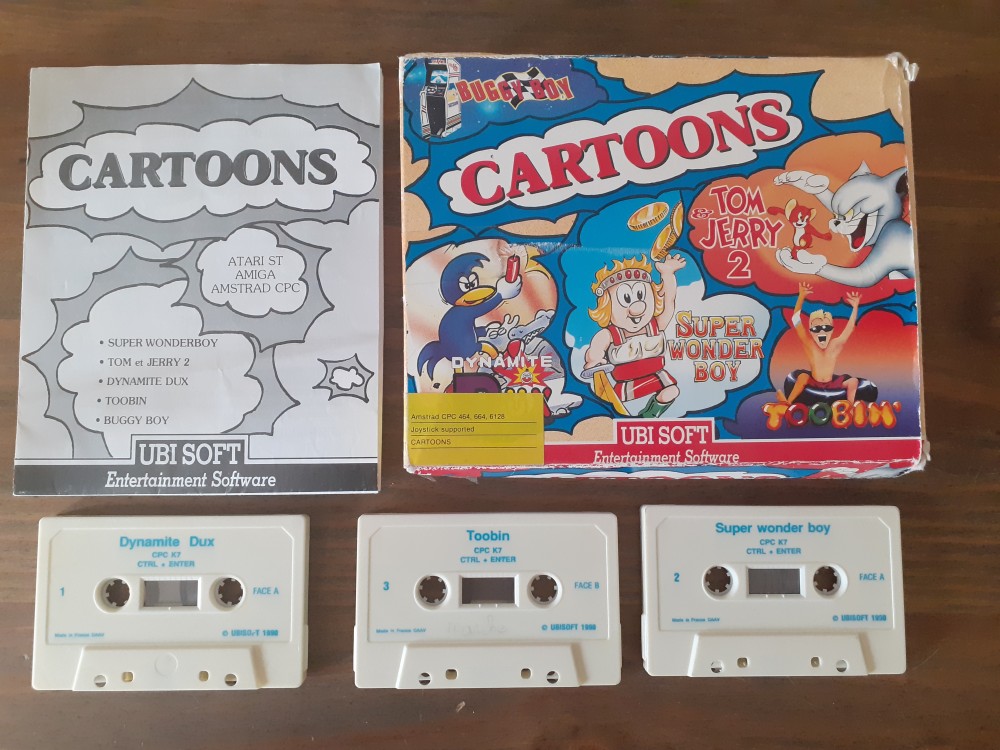 CARTOONS
ATARI ST
AMIGA
AMSTRAD CPC
• SUPER WONDERBOY
• TOM et JERRY 2
• DYNAMITE DUX
• TOOBIN
• BUGGY BOY
UBI SOFT
Entertainment Software
BUGGY BOY
CARTOONS
TOM
& JERRY
2
DYNAMITE
SUPER
WONDER
BOY
TOOBIN'
Amstrad CPC 464, 664, 6128
Joystick supported
CARTOONS
UBI SOFT
Entertainment Software
CARTOONS
Dynamite Dux
CPC K7
CTRL + ENTER
1
FACE A
Made in France
© UBISOFT
Toobin
CPC K7
CTRL + ENTER
3
FACE B
Made in France
© UBISOFT
Super wonder boy
CPC K7
CTRL + ENTER
2
FACE A
Made in France
© UBISOFT